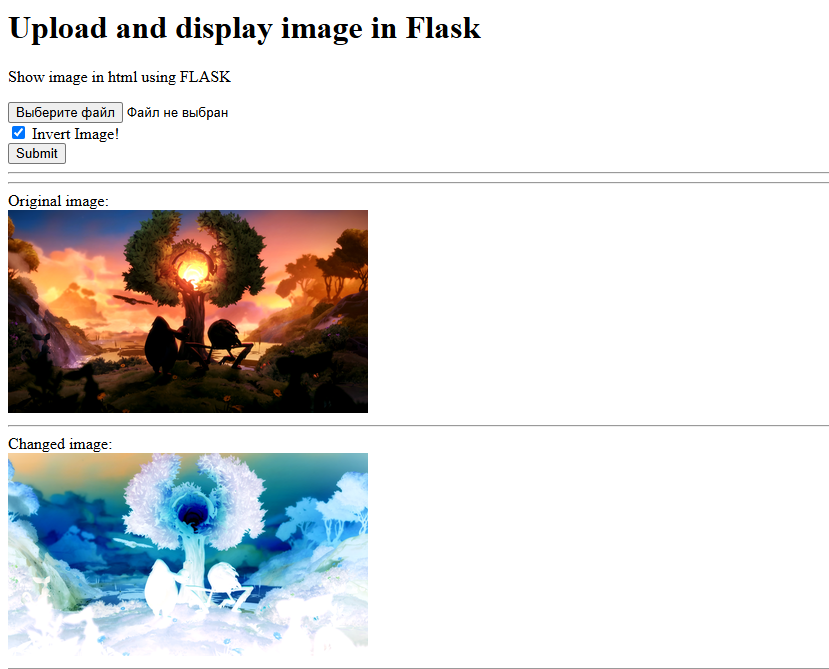 Upload and display image in Flask
Show image in html using FLASK
Выберите файл Файл не выбран
Invert Image!
Submit
Original image:
Changed image: